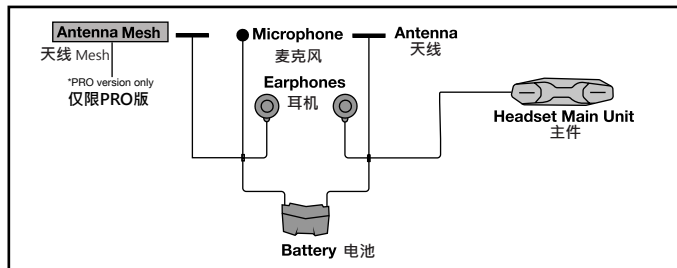 Antenna Mesh
天线 Mesh
*PRO version only
仅限PRO版
Microphone
麦克风
Antenna
天线
Earphones
耳机
Headset Main Unit
主件
Battery 电池